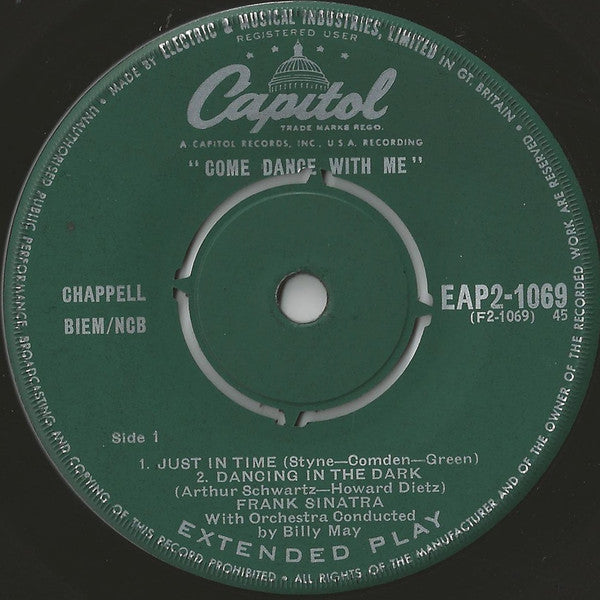 MADE BY ELECTRIC & MUSICAL INDUSTRIES, LIMITED IN GT. BRITAIN • ALL RIGHTS OF THE MANUFACTURER AND OF THE OWNER OF THE RECORDED WORK ARE RESERVED •
UNAUTHORISED PUBLIC PERFORMANCE, BROADCASTING AND COPYING OF THIS RECORD PROHIBITED •
REGISTERED USER
Capitol
TRADE MARKS REGD.
A CAPITOL RECORDS, INC., U.S.A. RECORDING
"COME DANCE WITH ME"
CHAPPELL
BIEM/NCB
EAP2-1069
(F2-1069) 45
Side 1
1. JUST IN TIME (Styne—Comden—Green)
2. DANCING IN THE DARK
(Arthur Schwartz—Howard Dietz)
FRANK SINATRA
With Orchestra Conducted
by Billy May
EXTENDED PLAY